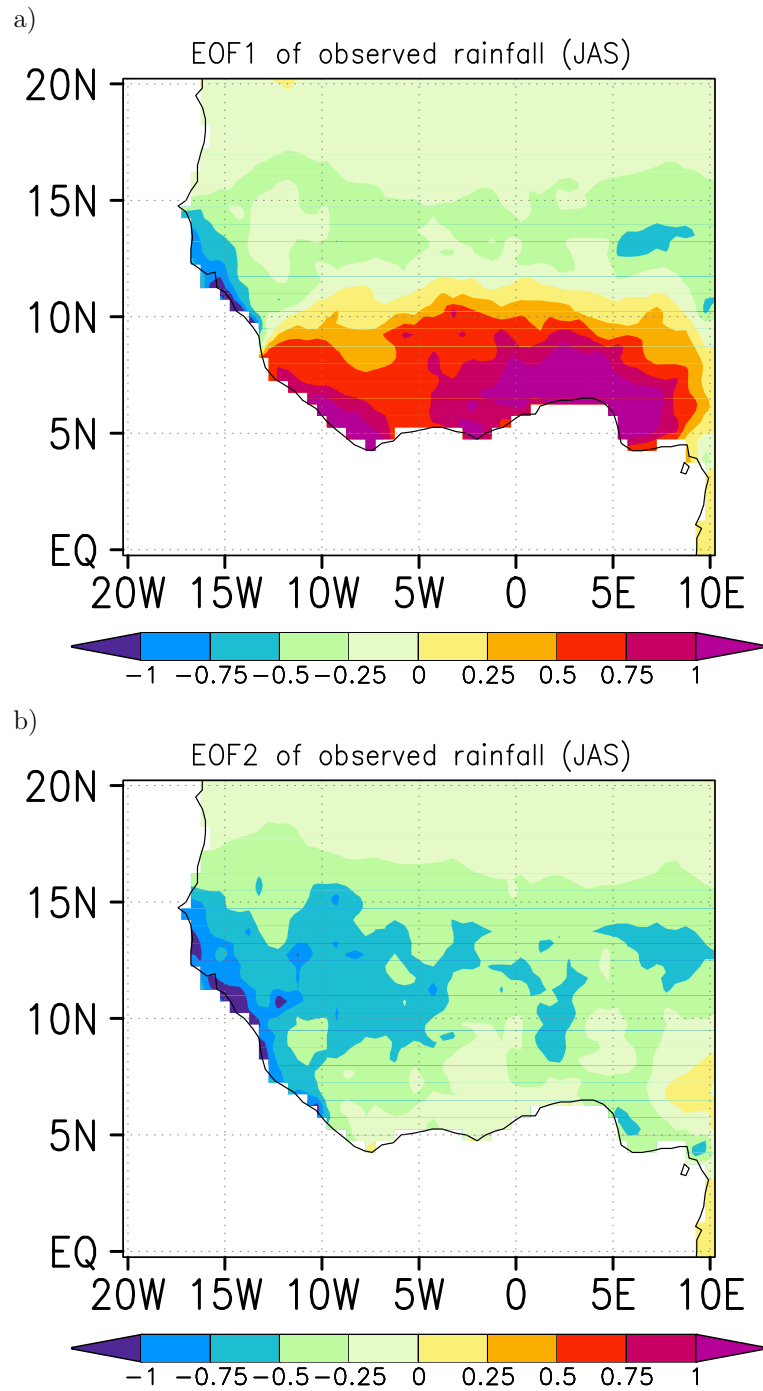 a)
EOF1 of observed rainfall (JAS)
20N
15N
10N
5N
EQ
20W 15W 10W 5W 0 5E 10E
−1 −0.75 −0.5 −0.25 0 0.25 0.5 0.75 1
b)
EOF2 of observed rainfall (JAS)
20N
15N
10N
5N
EQ
20W 15W 10W 5W 0 5E 10E
−1 −0.75 −0.5 −0.25 0 0.25 0.5 0.75 1